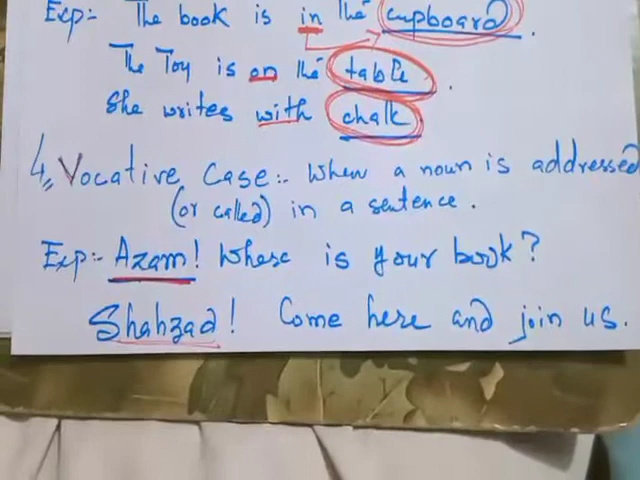 Exp:- The book is in the cupboard.
The Toy is on the table.
She writes with chalk
4, Vocative Case:- When a noun is addressed
(or called) in a sentence.
Exp:- Azam! Where is your book?
Shahzad! Come here and join us.